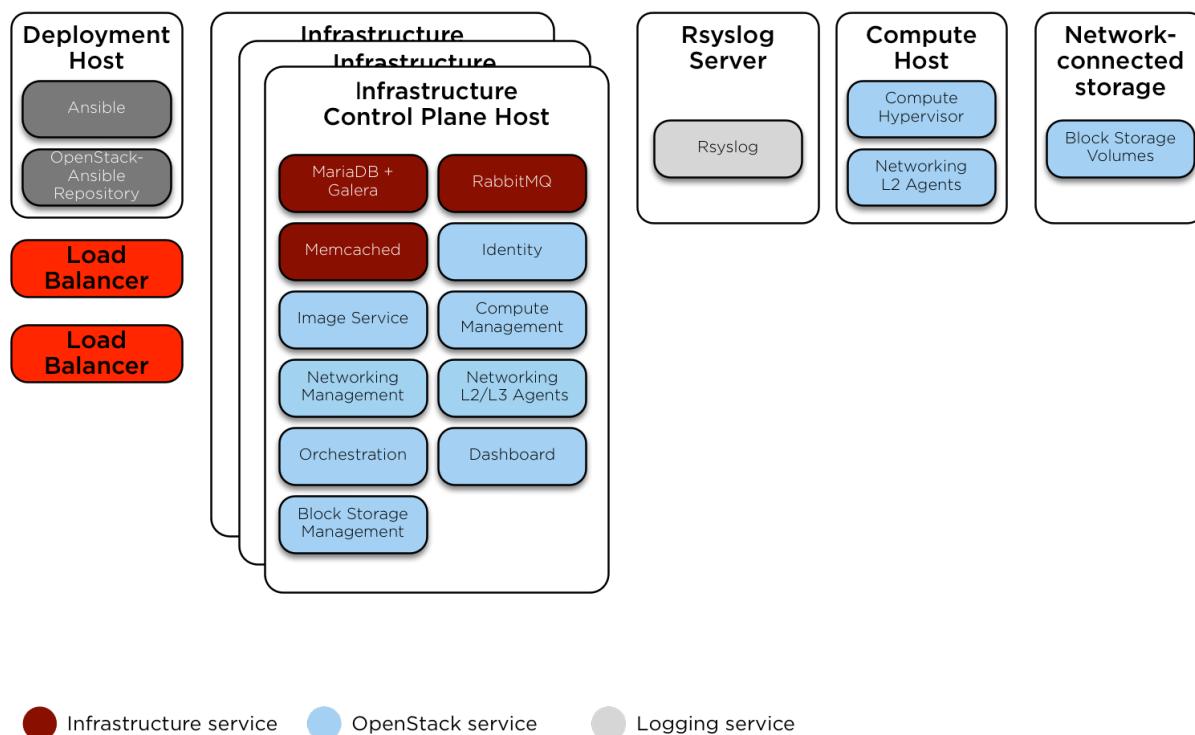 Deployment
Host
Ansible
OpenStack-
Ansible
Repository
Load
Balancer
Load
Balancer
Infrastructure
Infrastructure
Infrastructure
Control Plane Host
MariaDB +
Galera
RabbitMQ
Memcached
Identity
Image Service
Compute
Management
Networking
Management
Networking
L2/L3 Agents
Orchestration
Dashboard
Block Storage
Management
Rsyslog
Server
Rsyslog
Compute
Host
Compute
Hypervisor
Networking
L2 Agents
Network-
connected
storage
Block Storage
Volumes
Infrastructure service
OpenStack service
Logging service